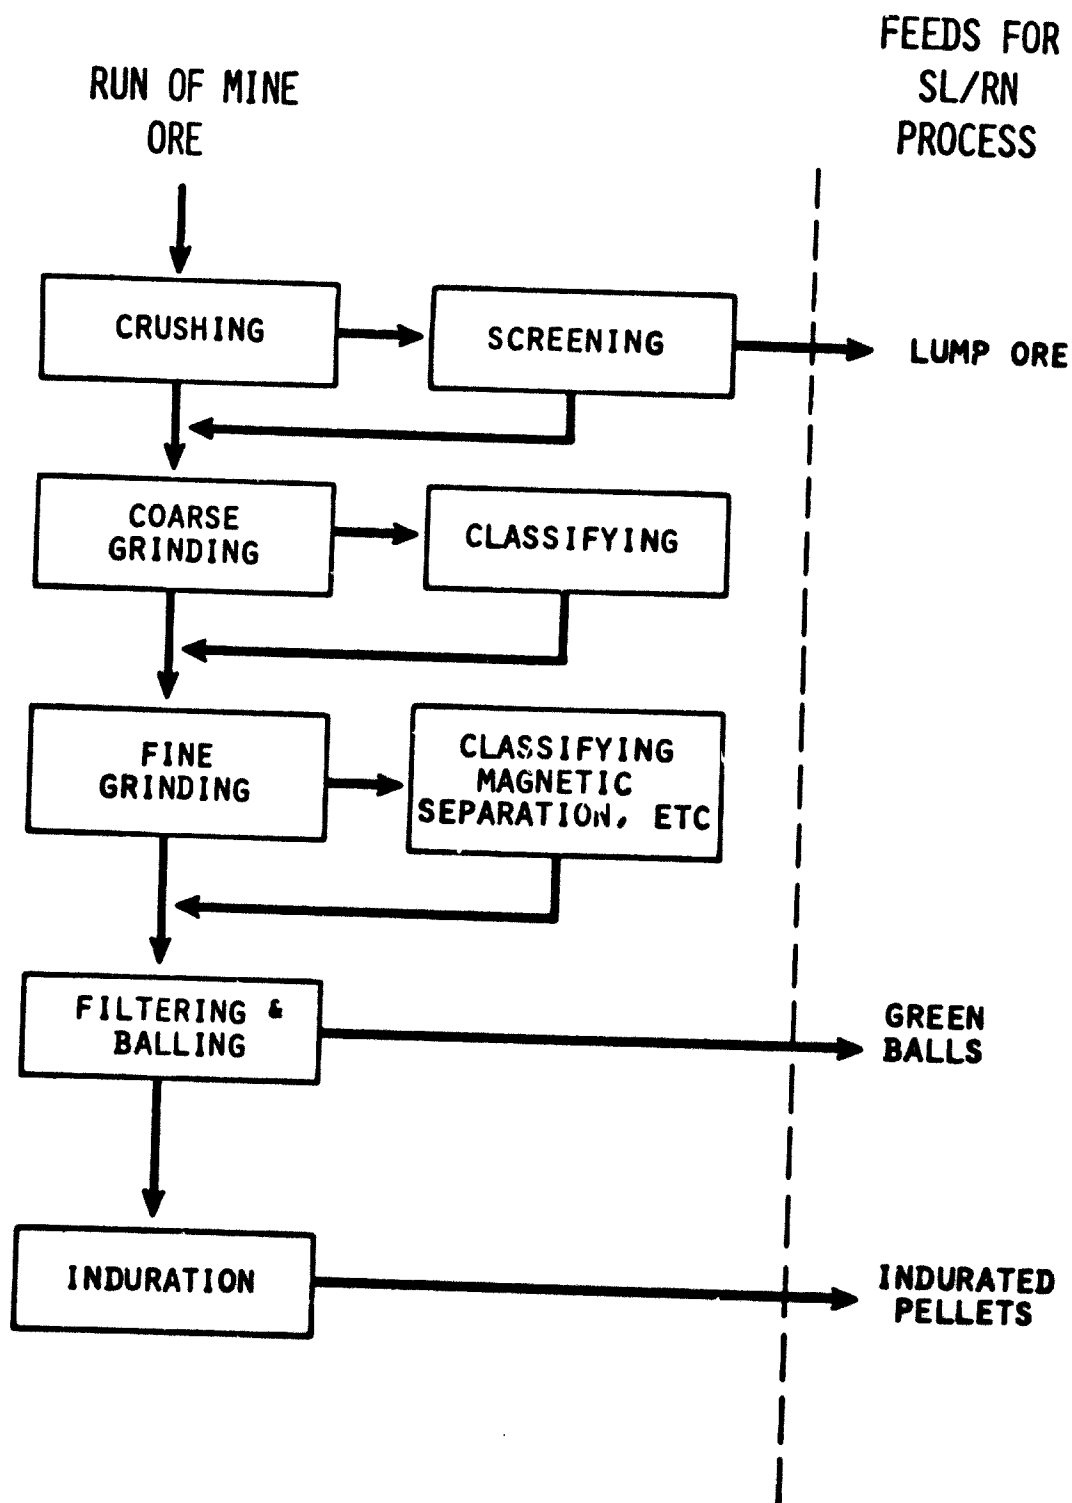 FEEDS FOR
SL/RN
PROCESS
RUN OF MINE
ORE
CRUSHING
SCREENING
LUMP ORE
COARSE
GRINDING
CLASSIFYING
FINE
GRINDING
CLASSIFYING
MAGNETIC
SEPARATION, ETC
FILTERING &
BALLING
GREEN
BALLS
INDURATION
INDURATED
PELLETS